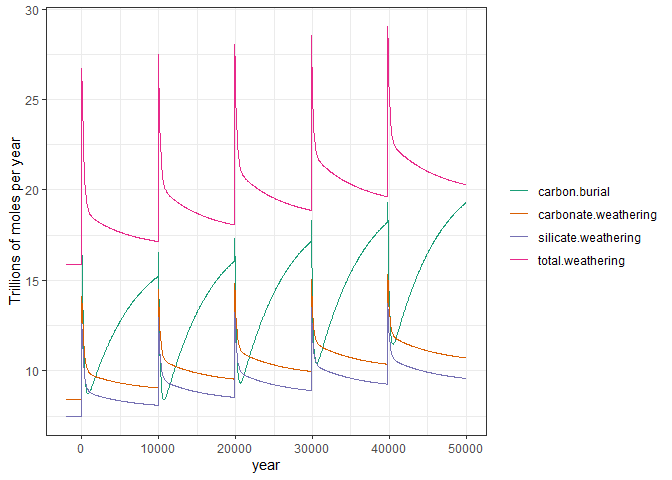 Trillions of moles per year
30
25
20
15
10
0
10000
20000
30000
40000
50000
year
carbon.burial
carbonate.weathering
silicate.weathering
total.weathering